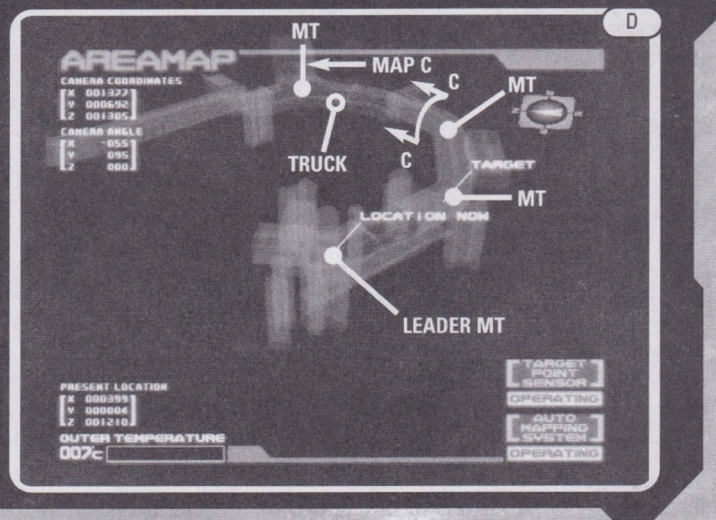 D
MT
AREAMAP
MAP C
C
MT
CAMERA COORDINATES
X 001377
Y 000692
Z 001305
CAMERA ANGLE
X -055
Y 095
Z 000
TRUCK
C
TARGET
MT
LOCATION NOW
LEADER MT
PRESENT LOCATION
X 000399
Y 000004
Z 001210
OUTER TEMPERATURE
007c
TARGET
POINT
SENSOR
OPERATING
AUTO
MAPPING
SYSTEM
OPERATING